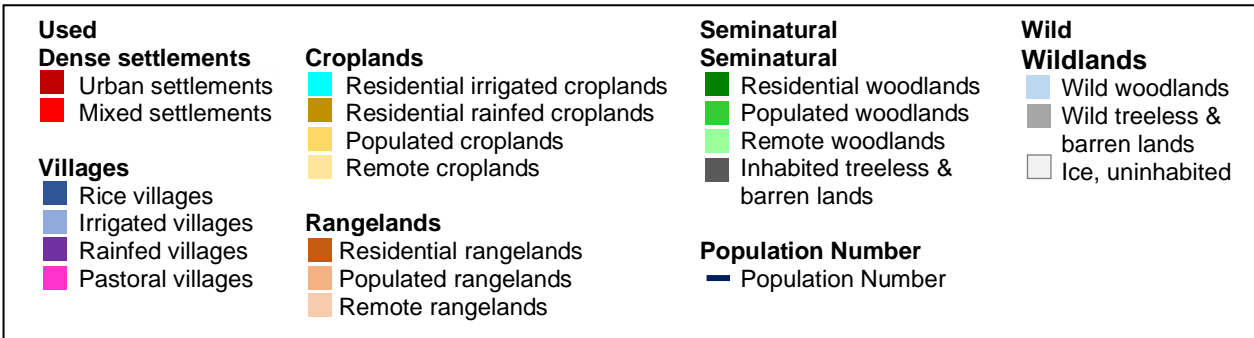 Used
Dense settlements
Urban settlements
Mixed settlements
Villages
Rice villages
Irrigated villages
Rainfed villages
Pastoral villages
Croplands
Residential irrigated croplands
Residential rainfed croplands
Populated croplands
Remote croplands
Rangelands
Residential rangelands
Populated rangelands
Remote rangelands
Seminatural
Seminatural
Residential woodlands
Populated woodlands
Remote woodlands
Inhabited treeless &
barren lands
Population Number
Population Number
Wild
Wildlands
Wild woodlands
Wild treeless &
barren lands
Ice, uninhabited